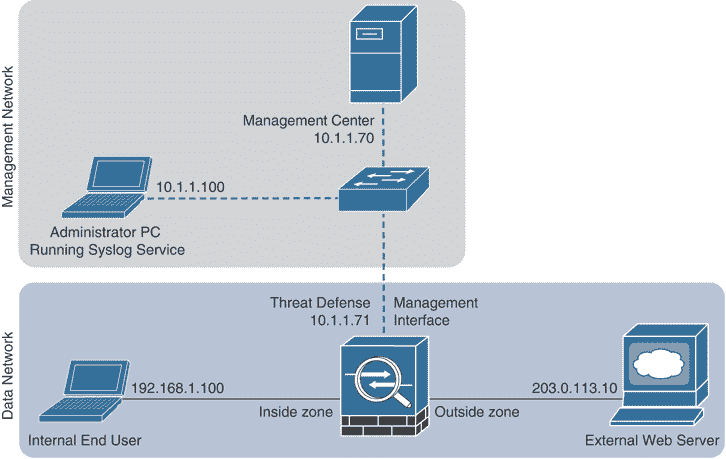 Management Network
Management Center
10.1.1.70
10.1.1.100
Administrator PC
Running Syslog Service
Data Network
Threat Defense
10.1.1.71
Management
Interface
192.168.1.100
203.0.113.10
Inside zone
Outside zone
Internal End User
External Web Server